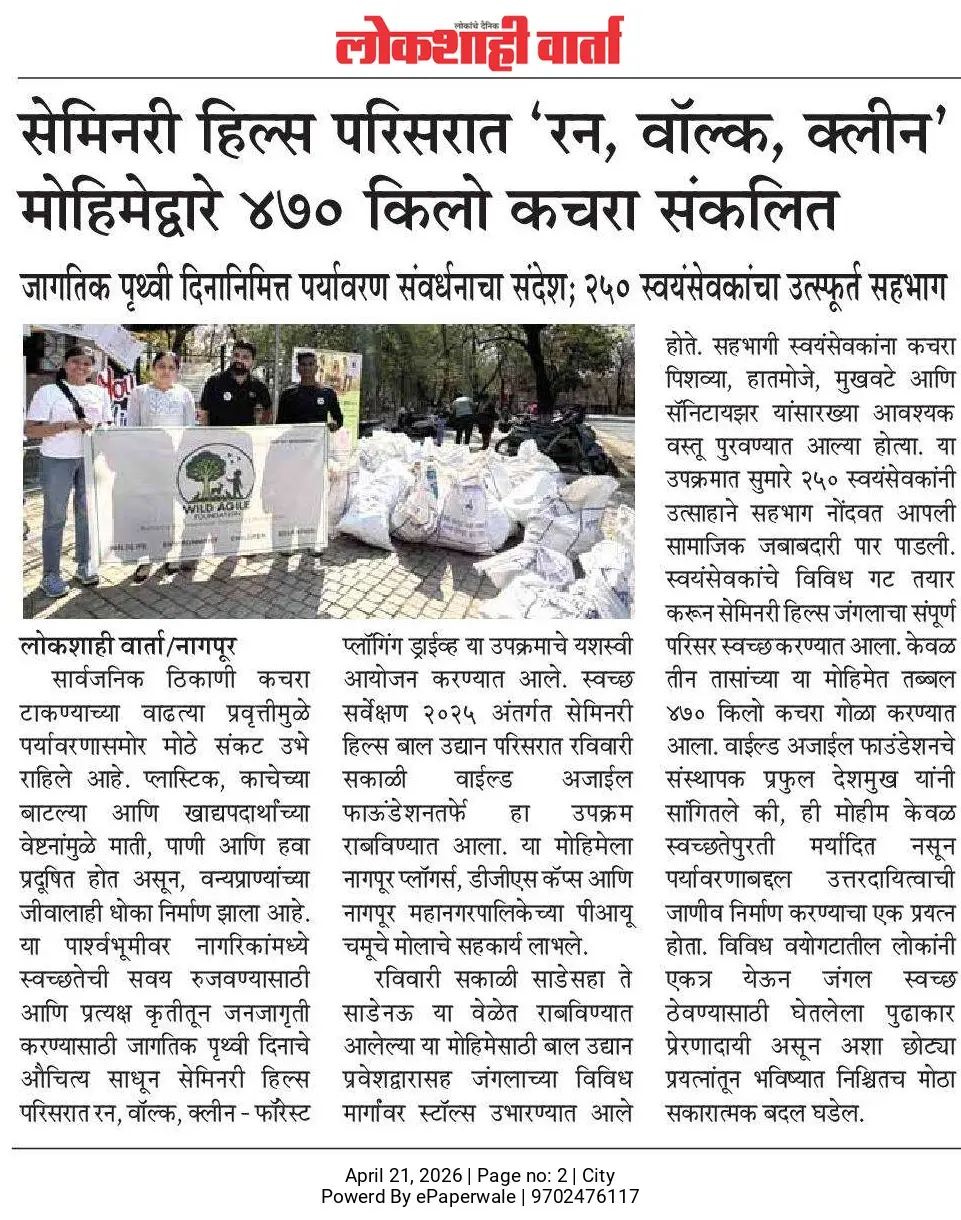 लोकांचे दैनिक
लोकशाही वार्ता
सेमिनरी हिल्स परिसरात ‘रन, वॉल्क, क्लीन’
मोहिमेद्वारे ४७० किलो कचरा संकलित
जागतिक पृथ्वी दिनानिमित्त पर्यावरण संवर्धनाचा संदेश; २५० स्वयंसेवकांचा उत्स्फूर्त सहभाग
WILD AGILE
FOUNDATION
WILDLIFE ENVIRONMENT CHILDREN EDUCATION
लोकशाही वार्ता/नागपूर
सार्वजनिक ठिकाणी कचरा
टाकण्याच्या वाढत्या प्रवृत्तीमुळे
पर्यावरणासमोर मोठे संकट उभे
राहिले आहे. प्लास्टिक, काचेच्या
बाटल्या आणि खाद्यपदार्थांच्या
वेष्टनांमुळे माती, पाणी आणि हवा
प्रदूषित होत असून, वन्यप्राण्यांच्या
जीवालाही धोका निर्माण झाला आहे.
या पार्श्वभूमीवर नागरिकांमध्ये
स्वच्छतेची सवय रुजवण्यासाठी
आणि प्रत्यक्ष कृतीतून जनजागृती
करण्यासाठी जागतिक पृथ्वी दिनाचे
औचित्य साधून सेमिनरी हिल्स
परिसरात रन, वॉल्क, क्लीन - फॉरेस्ट
प्लॉगिंग ड्राईव्ह या उपक्रमाचे यशस्वी
आयोजन करण्यात आले. स्वच्छ
सर्वेक्षण २०२५ अंतर्गत सेमिनरी
हिल्स बाल उद्यान परिसरात रविवारी
सकाळी वाईल्ड अजाईल
फाऊंडेशनतर्फे हा उपक्रम
राबविण्यात आला. या मोहिमेला
नागपूर प्लॉगर्स, डीजीएस कॅप्स आणि
नागपूर महानगरपालिकेच्या पीआयू
चमूचे मोलाचे सहकार्य लाभले.
रविवारी सकाळी साडेसहा ते
साडेनऊ या वेळेत राबविण्यात
आलेल्या या मोहिमेसाठी बाल उद्यान
प्रवेशद्वारासह जंगलाच्या विविध
मार्गांवर स्टॉल्स उभारण्यात आले
होते. सहभागी स्वयंसेवकांना कचरा
पिशव्या, हातमोजे, मुखवटे आणि
सॅनिटायझर यांसारख्या आवश्यक
वस्तू पुरवण्यात आल्या होत्या. या
उपक्रमात सुमारे २५० स्वयंसेवकांनी
उत्साहाने सहभाग नोंदवत आपली
सामाजिक जबाबदारी पार पाडली.
स्वयंसेवकांचे विविध गट तयार
करून सेमिनरी हिल्स जंगलाचा संपूर्ण
परिसर स्वच्छ करण्यात आला. केवळ
तीन तासांच्या या मोहिमेत तब्बल
४७० किलो कचरा गोळा करण्यात
आला. वाईल्ड अजाईल फाउंडेशनचे
संस्थापक प्रफुल देशमुख यांनी
सांगितले की, ही मोहीम केवळ
स्वच्छतेपुरती मर्यादित नसून
पर्यावरणाबद्दल उत्तरदायित्वाची
जाणीव निर्माण करण्याचा एक प्रयत्न
होता. विविध वयोगटातील लोकांनी
एकत्र येऊन जंगल स्वच्छ
ठेवण्यासाठी घेतलेला पुढाकार
प्रेरणादायी असून अशा छोट्या
प्रयत्नांतून भविष्यात निश्चितच मोठा
सकारात्मक बदल घडेल.
April 21, 2026 | Page no: 2 | City
Powerd By ePaperwale | 9702476117